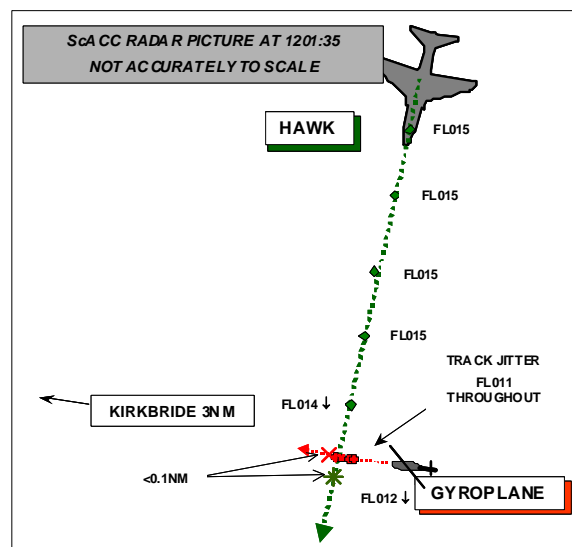 ScACC RADAR PICTURE AT 1201:35
NOT ACCURATELY TO SCALE
HAWK
FL015
FL015
FL015
FL015
TRACK JITTER
FL011
THROUGHOUT
FL014 ↓
KIRKBRIDE 3NM
<0.1NM
FL012 ↓
GYROPLANE